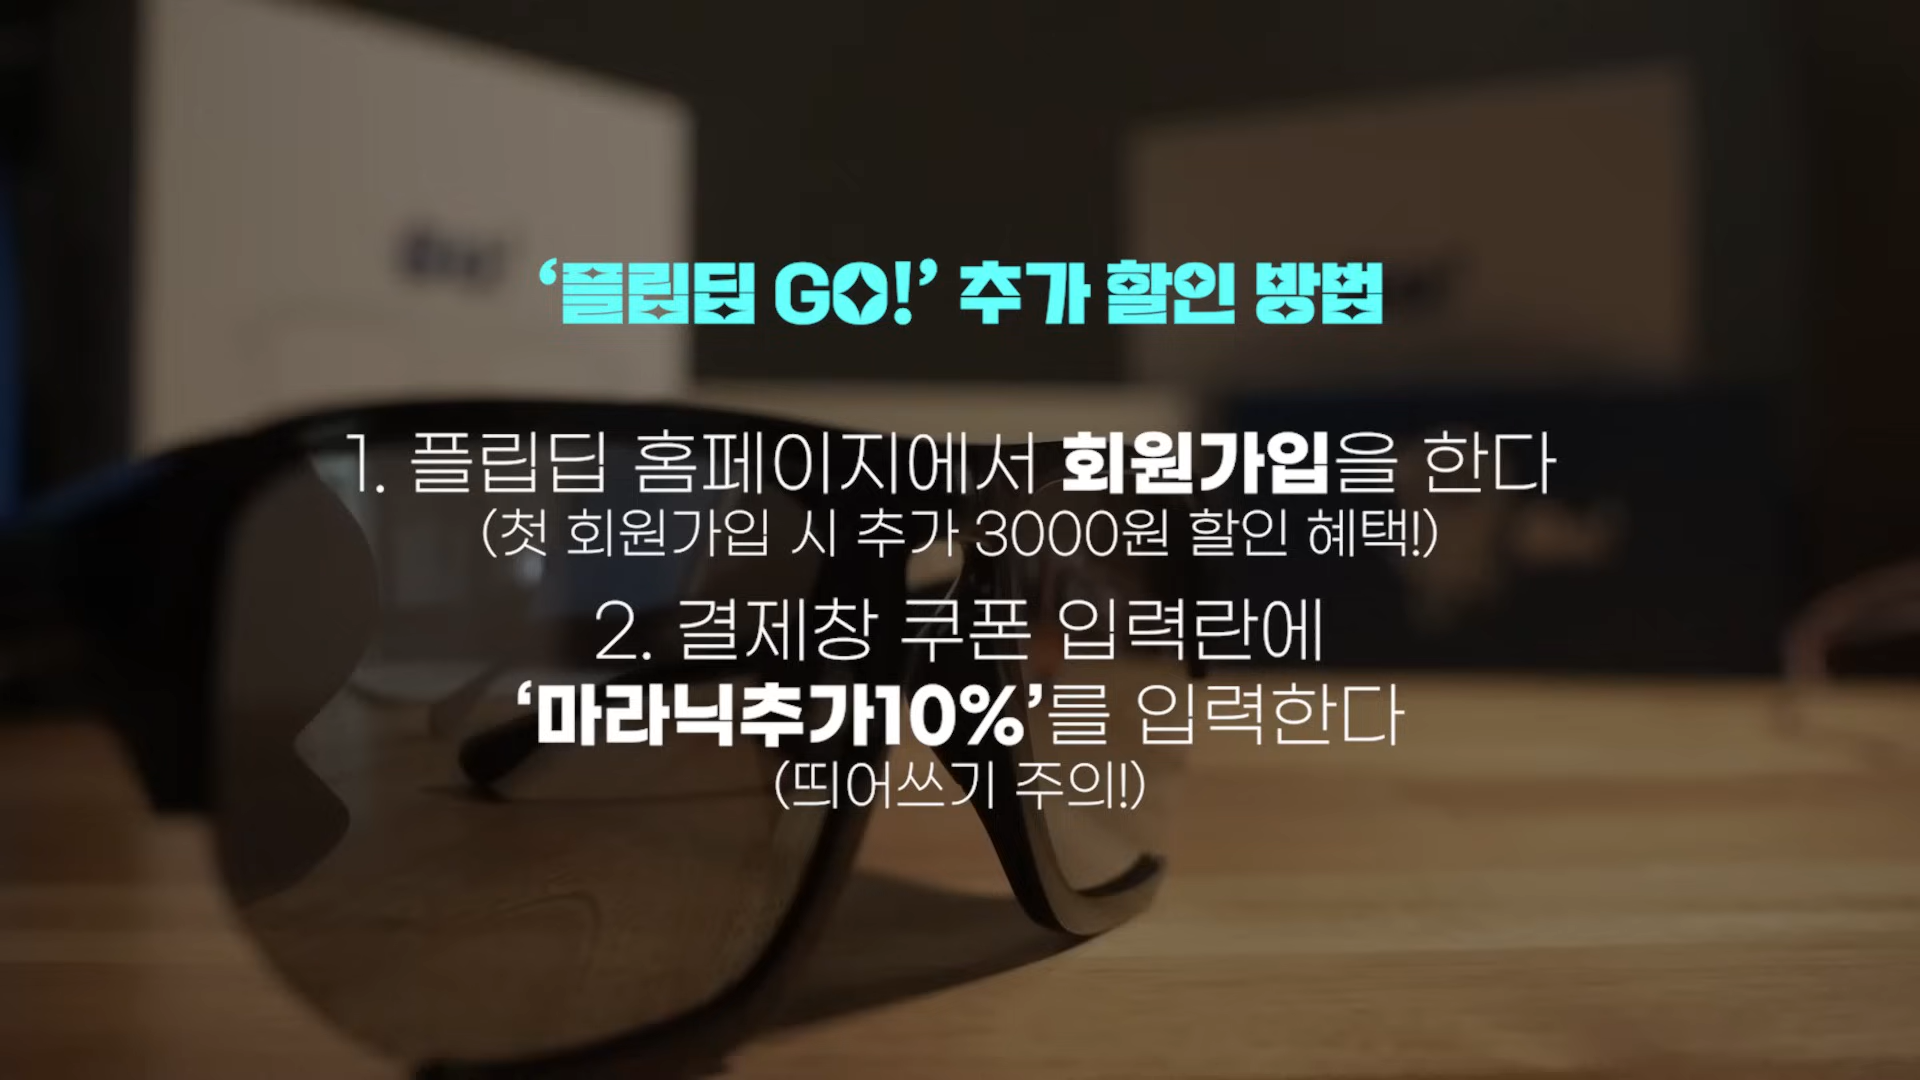 ‘플립딥 GO!’ 추가 할인 방법
1. 플립딥 홈페이지에서 회원가입을 한다
(첫 회원가입 시 추가 3000원 할인 혜택!)
2. 결제창 쿠폰 입력란에
‘마라닉추가10%’를 입력한다
(띄어쓰기 주의!)